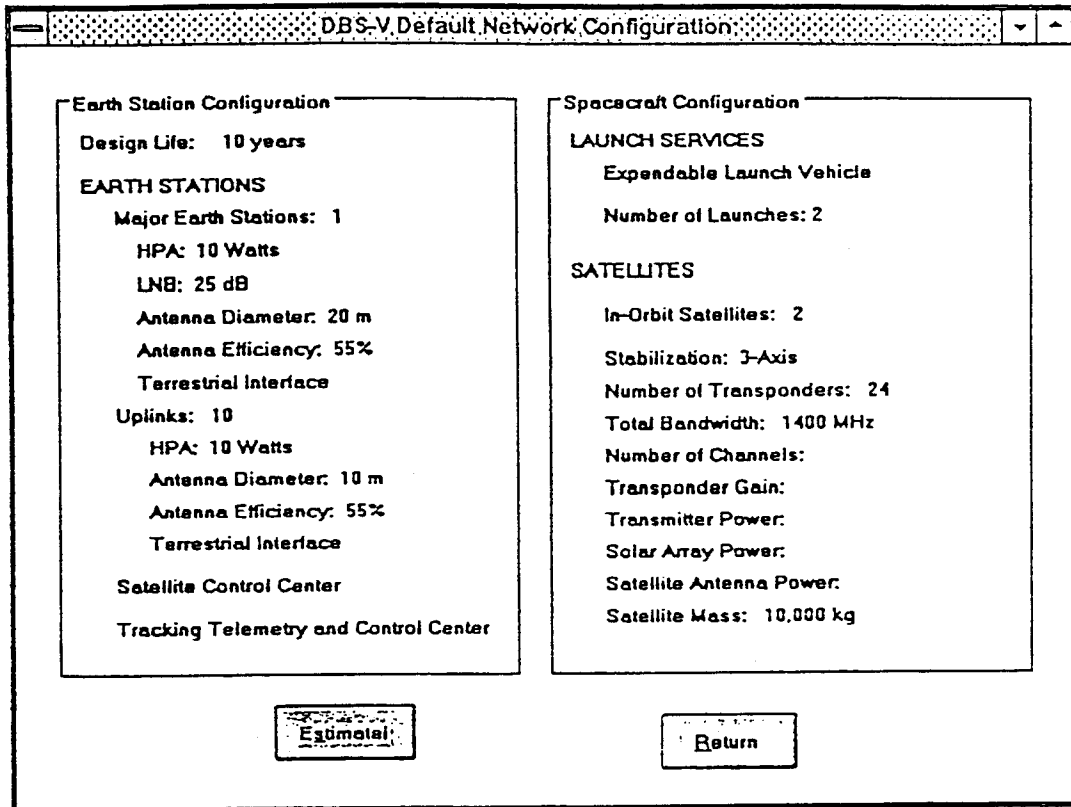 DBS-V Default Network Configuration
Earth Station Configuration
Design Life: 10 years
EARTH STATIONS
Major Earth Stations: 1
HPA: 10 Watts
LNB: 25 dB
Antenna Diameter: 20 m
Antenna Efficiency: 55%
Terrestrial Interface
Uplinks: 10
HPA: 10 Watts
Antenna Diameter: 10 m
Antenna Efficiency: 55%
Terrestrial Interface
Satellite Control Center
Tracking Telemetry and Control Center
Spacecraft Configuration
LAUNCH SERVICES
Expendable Launch Vehicle
Number of Launches: 2
SATELLITES
In-Orbit Satellites: 2
Stabilization: 3-Axis
Number of Transponders: 24
Total Bandwidth: 1400 MHz
Number of Channels:
Transponder Gain:
Transmitter Power:
Solar Array Power:
Satellite Antenna Power:
Satellite Mass: 10,000 kg
Estimate!
Return